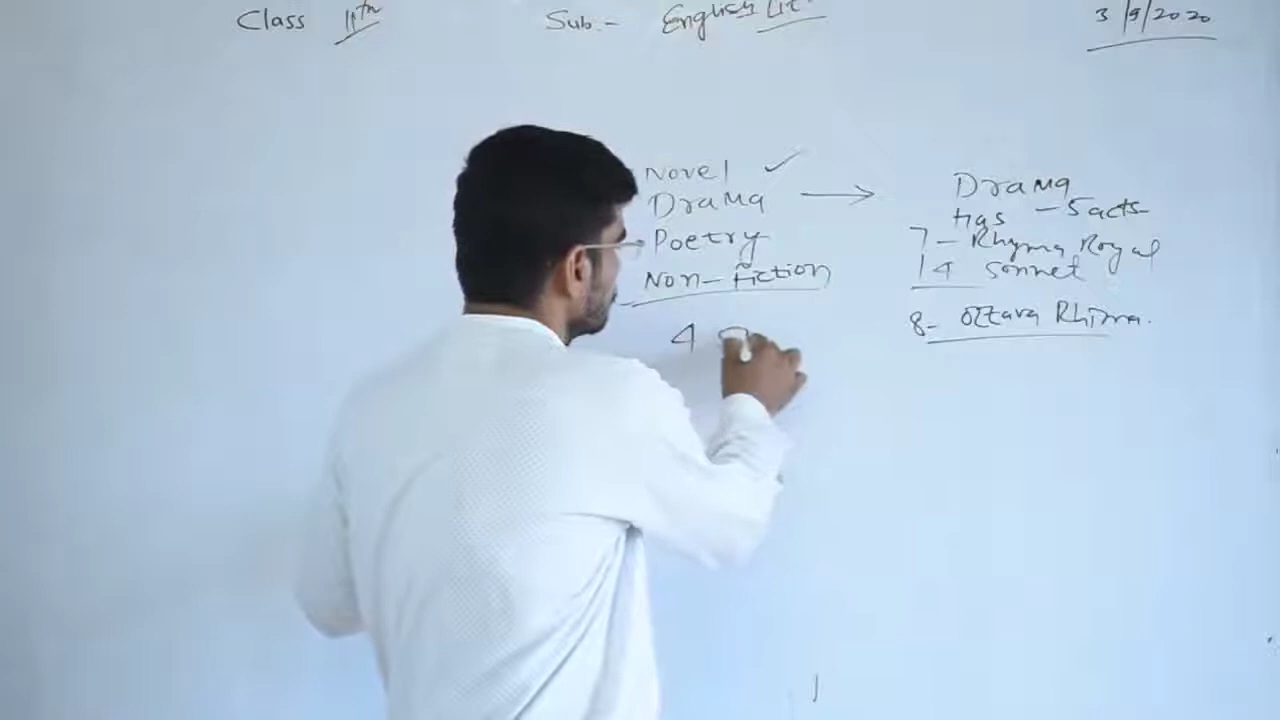 Class 11th Sub.- English Lit. 3/9/2020
Novel ✓
Drama →
Poetry
Non-fiction
4
Drama
Has - 5 acts
7 - Rhyma Royal
14 sonnet
8- Ottava Rhima.